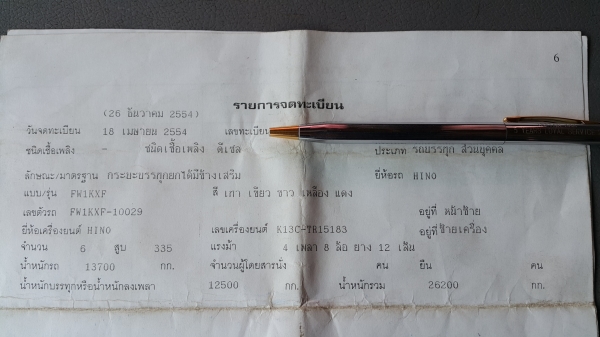 6
รายการจดทะเบียน
(26 ธันวาคม 2554)
วันจดทะเบียน 18 เมษายน 2554 เลขทะเบียน
ชนิดเชื้อเพลิง ชนิดเชื้อเพลิง ดีเซล ประเภท รถบรรทุก ส่วนบุคคล
ลักษณะ/มาตรฐาน กระบะบรรทุกยกได้มีข้างเสริม ยี่ห้อรถ HINO
แบบ/รุ่น FW1KXF สี เทา เขียว ขาว เหลือง แดง
เลขตัวรถ FW1KXF-10029 อยู่ที่ หน้าซ้าย
ยี่ห้อเครื่องยนต์ HINO เลขเครื่องยนต์ K13C-TR15183 อยู่ที่ ซ้ายเครื่อง
จำนวน 6 สูบ 335 แรงม้า 4 เพลา 8 ล้อ ยาง 12 เส้น
น้ำหนักรถ 13700 กก. จำนวนผู้โดยสารนั่ง คน ยืน คน
น้ำหนักบรรทุกหรือน้ำหนักลงเพลา 12500 กก. น้ำหนักรวม 26200 กก.